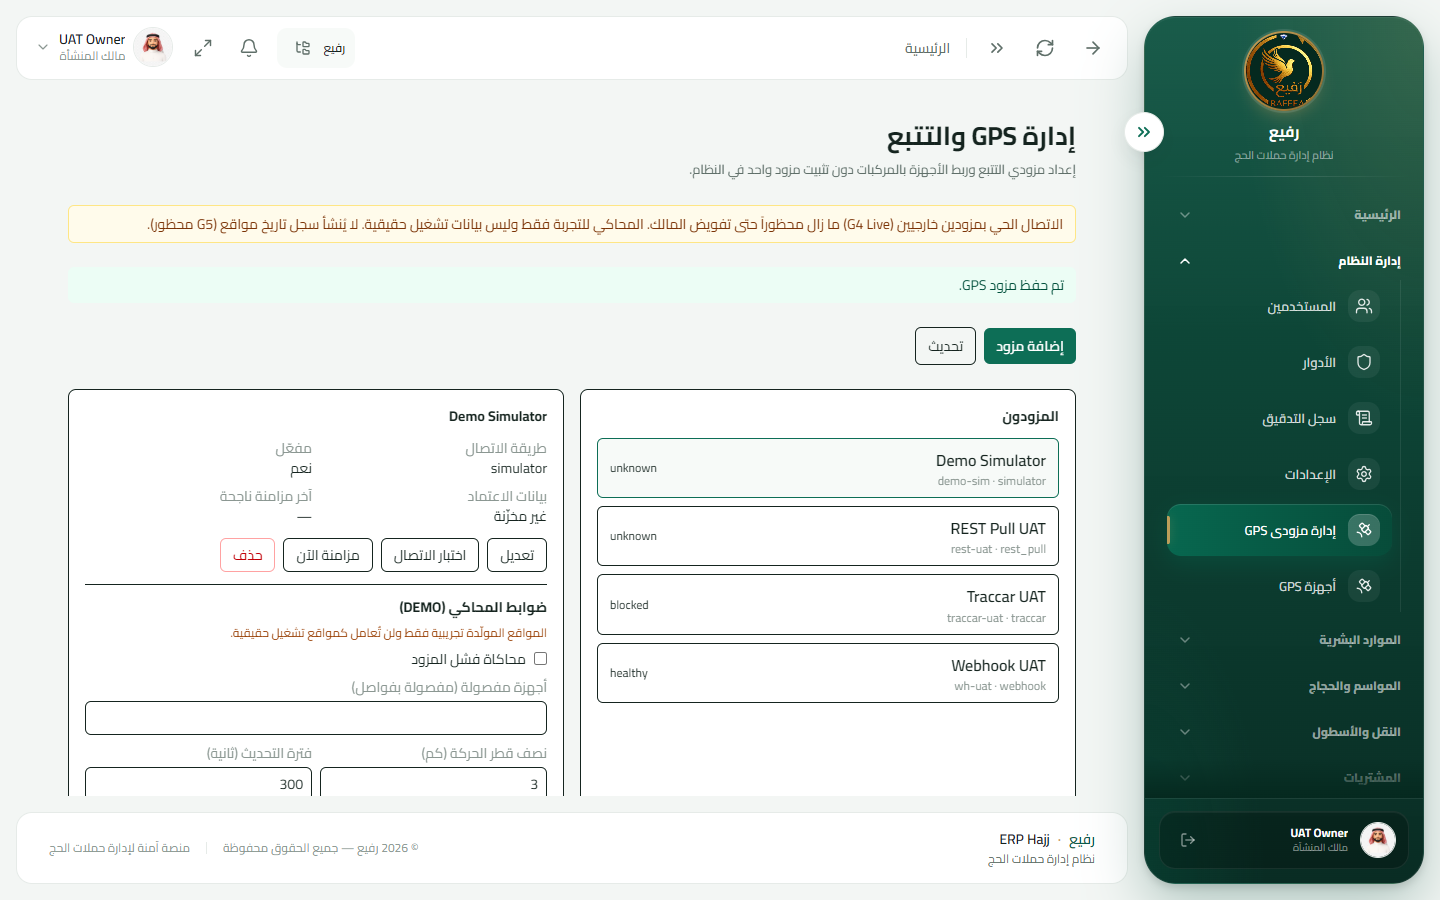 رفيع
RAFEEA
رفيع
نظام إدارة حملات الحج
الرئيسية
إدارة النظام
المستخدمين
الأدوار
سجل التدقيق
الإعدادات
إدارة مزودي GPS
أجهزة GPS
الموارد البشرية
المواسم والحجاج
النقل والأسطول
المشتريات
UAT Owner
مالك المنشأة
الرئيسية
رفيع
UAT Owner
مالك المنشأة
إدارة GPS والتتبع
إعداد مزودي التتبع وربط الأجهزة بالمركبات دون تثبيت مزود واحد في النظام.
الاتصال الحي بمزودين خارجيين (G4 Live) ما زال محظوراً حتى تفويض المالك. المحاكي للتجربة فقط وليس بيانات تشغيل حقيقية. لا يُنشأ سجل تاريخ مواقع (G5 محظور).
تم حفظ مزود GPS.
إضافة مزود
تحديث
المزودون
Demo Simulator
demo-sim · simulator
unknown
REST Pull UAT
rest-uat · rest_pull
unknown
Traccar UAT
traccar-uat · traccar
blocked
Webhook UAT
wh-uat · webhook
healthy
Demo Simulator
طريقة الاتصال
simulator
مفعّل
نعم
بيانات الاعتماد
غير مخزّنة
آخر مزامنة ناجحة
—
تعديل
اختبار الاتصال
مزامنة الآن
حذف
ضوابط المحاكي (DEMO)
المواقع المولّدة تجريبية فقط ولن تُعامل كمواقع تشغيل حقيقية.
محاكاة فشل المزود
أجهزة مفصولة (مفصولة بفواصل)
نصف قطر الحركة (كم)
3
فترة التحديث (ثانية)
300
رفيع · ERP Hajj
نظام إدارة حملات الحج
© 2026 رفيع — جميع الحقوق محفوظة
منصة آمنة لإدارة حملات الحج